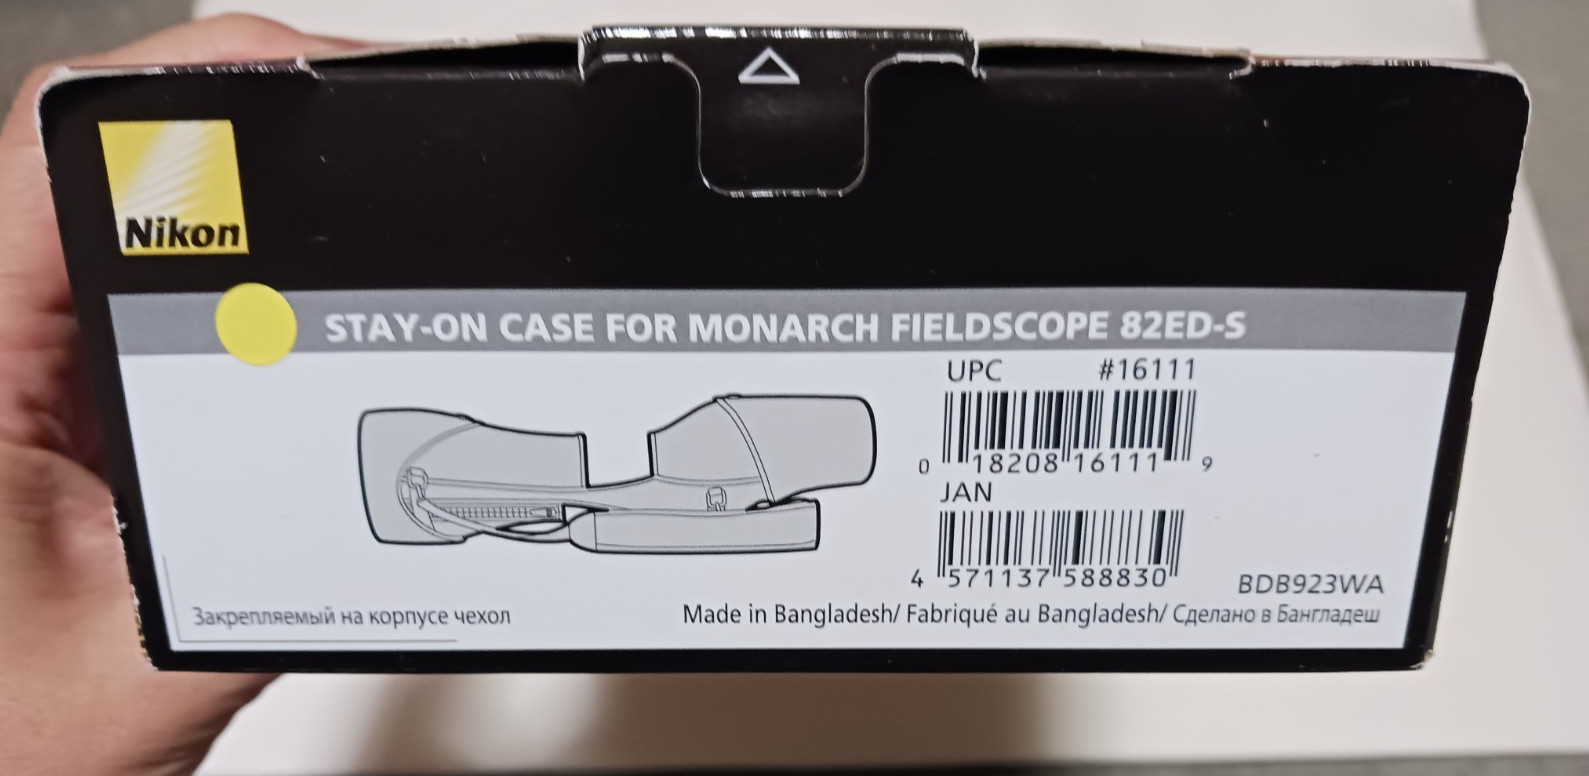 Nikon
STAY-ON CASE FOR MONARCH FIELDSCOPE 82ED-S
UPC #16111
0 18208 16111 9
JAN
4 571137 588830
BDB923WA
Закрепляемый на корпусе чехол
Made in Bangladesh/ Fabriqué au Bangladesh/ Сделано в Бангладеш